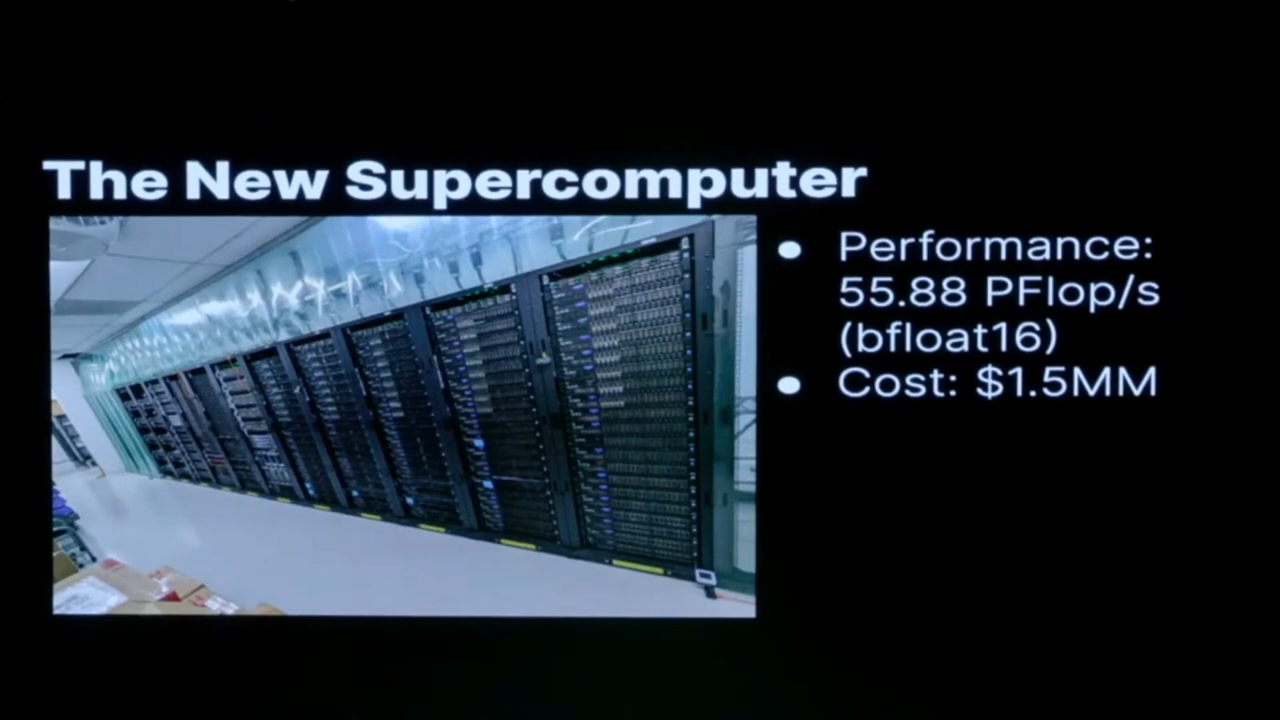 The New Supercomputer
● Performance:
55.88 PFlop/s
(bfloat16)
● Cost: $1.5MM